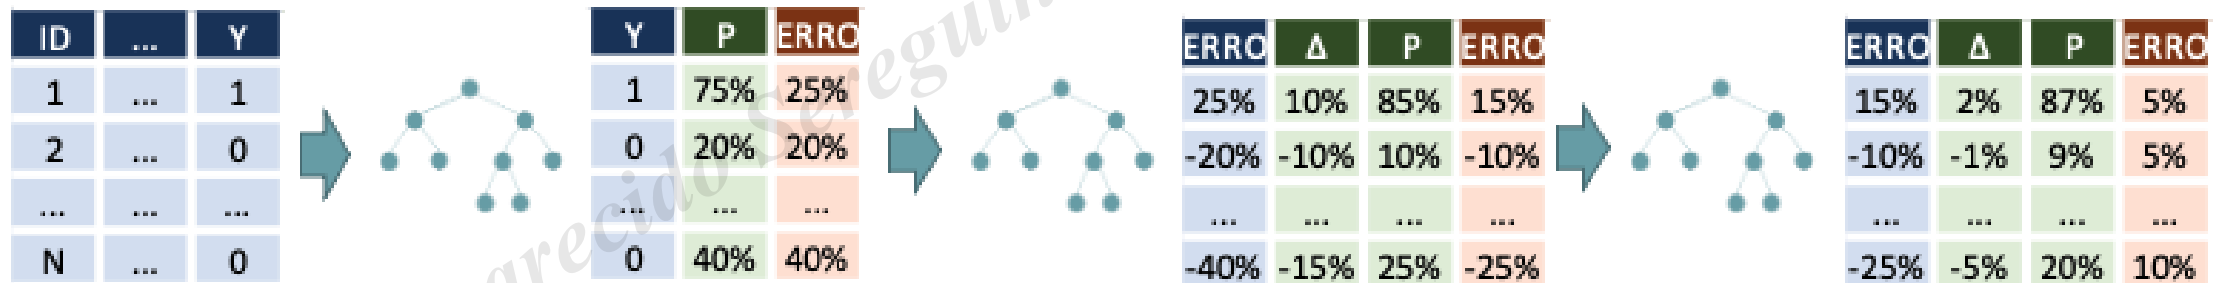 ID ... Y
1 ... 1
2 ... 0
... ... ...
N ... 0
Y P ERRO
1 75% 25%
0 20% 20%
... ... ...
0 40% 40%
ERRO Δ P ERRO
25% 10% 85% 15%
-20% -10% 10% -10%
... ... ... ...
-40% -15% 25% -25%
ERRO Δ P ERRO
15% 2% 87% 5%
-10% -1% 9% 5%
... ... ... ...
-25% -5% 20% 10%